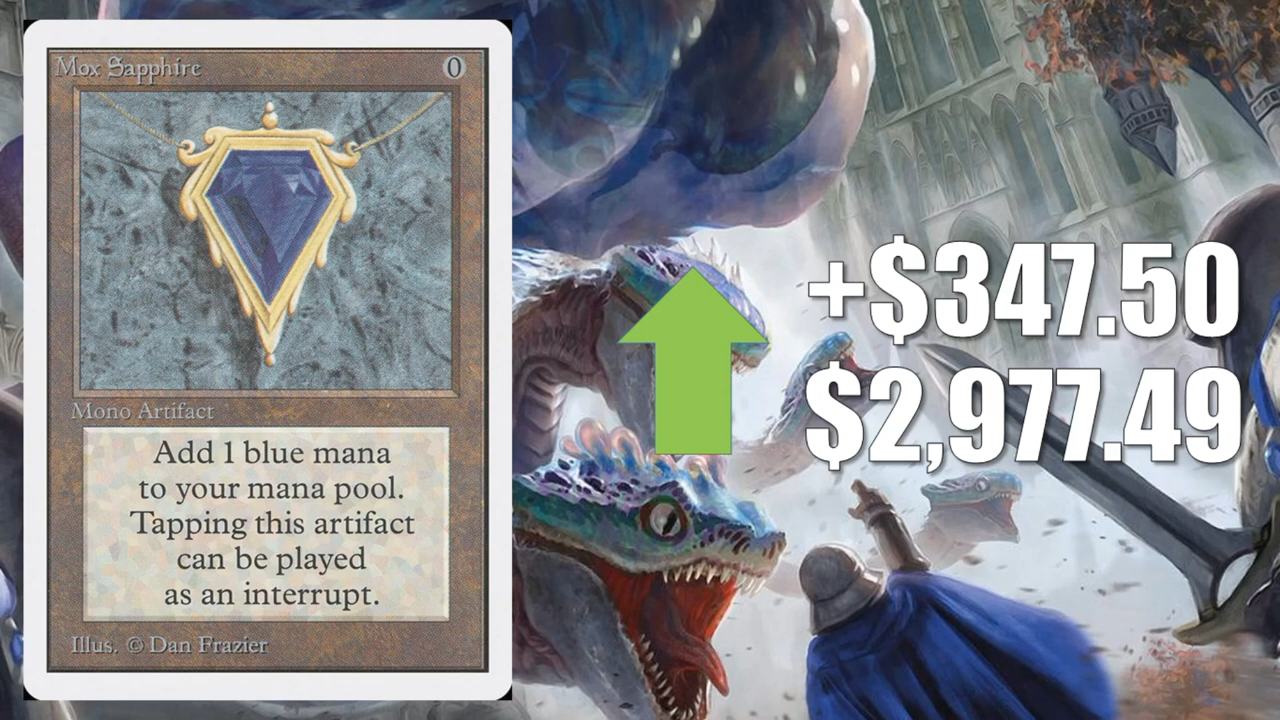 Mox Sapphire 0
Mono Artifact
Add 1 blue mana
to your mana pool.
Tapping this artifact
can be played
as an interrupt.
Illus. © Dan Frazier
+$347.50
$2,977.49